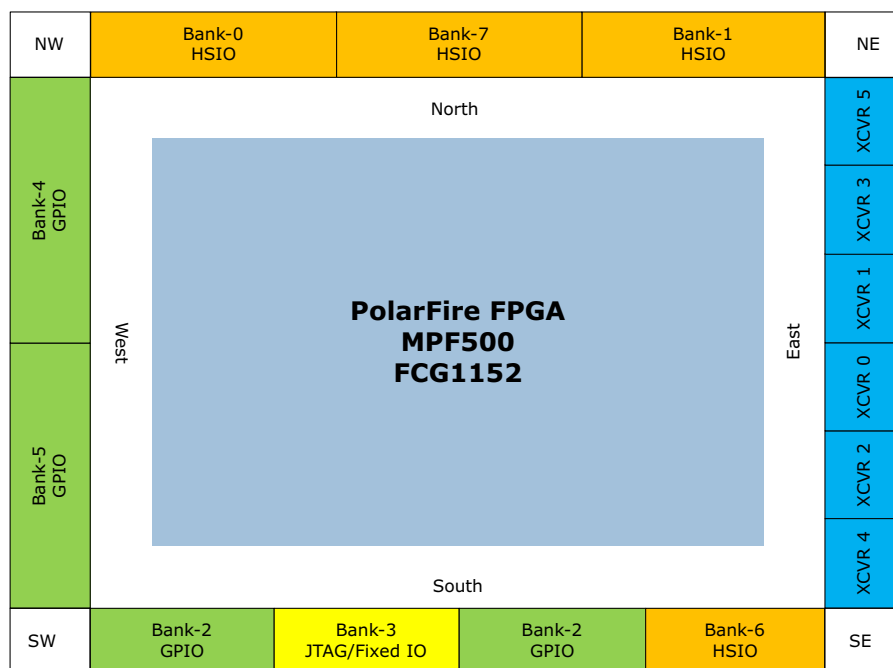 NW
Bank-0
HSIO
Bank-7
HSIO
Bank-1
HSIO
NE
North
Bank-4
GPIO
Bank-5
GPIO
West
PolarFire FPGA
MPF500
FCG1152
East
XCVR 5
XCVR 3
XCVR 1
XCVR 0
XCVR 2
XCVR 4
South
SW
Bank-2
GPIO
Bank-3
JTAG/Fixed IO
Bank-2
GPIO
Bank-6
HSIO
SE